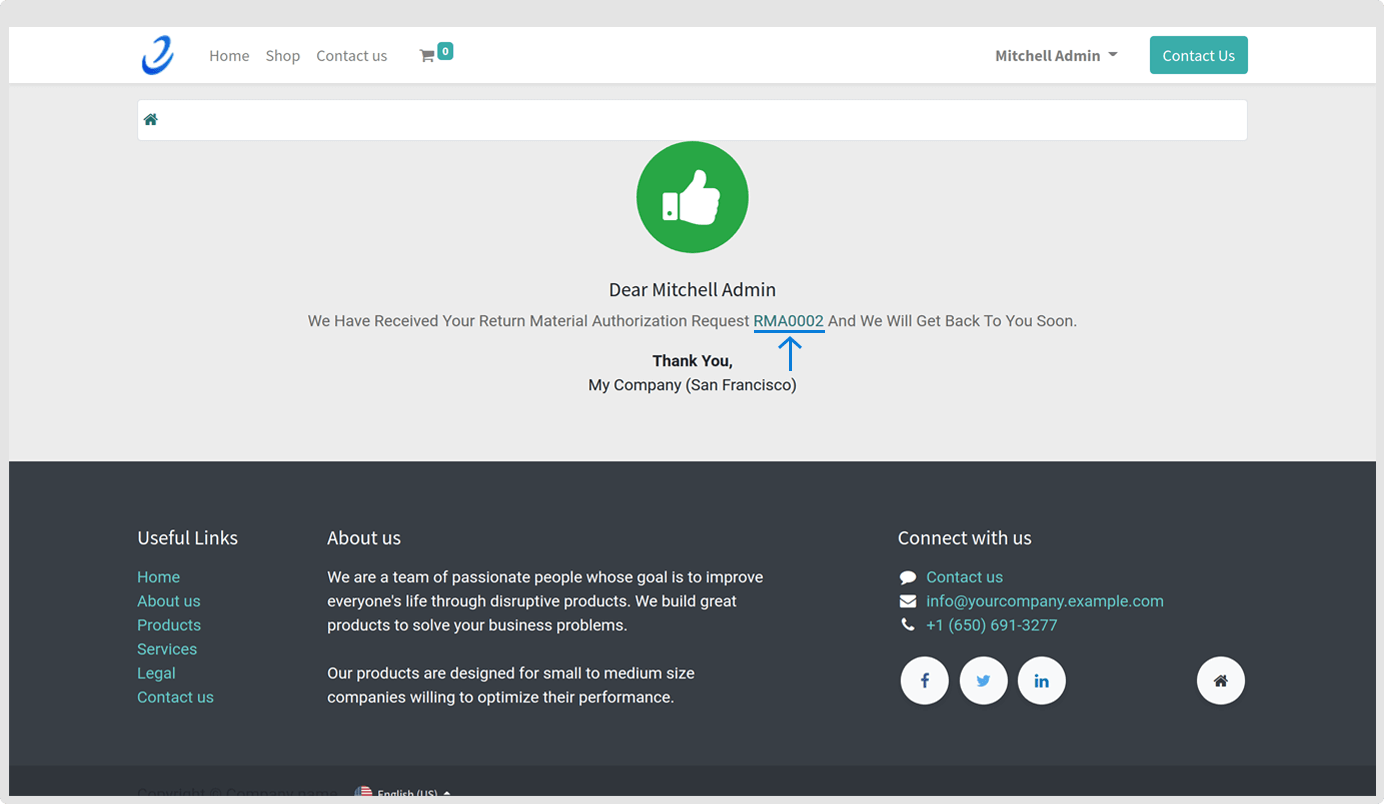 Home Shop Contact us 0 Mitchell Admin Contact Us
Dear Mitchell Admin
We Have Received Your Return Material Authorization Request RMA0002 And We Will Get Back To You Soon.
Thank You,
My Company (San Francisco)
Useful Links
Home
About us
Products
Services
Legal
Contact us
About us
We are a team of passionate people whose goal is to improve
everyone's life through disruptive products. We build great
products to solve your business problems.
Our products are designed for small to medium size
companies willing to optimize their performance.
Connect with us
Contact us
info@yourcompany.example.com
+1 (650) 691-3277
Copyright © Company name English (US)